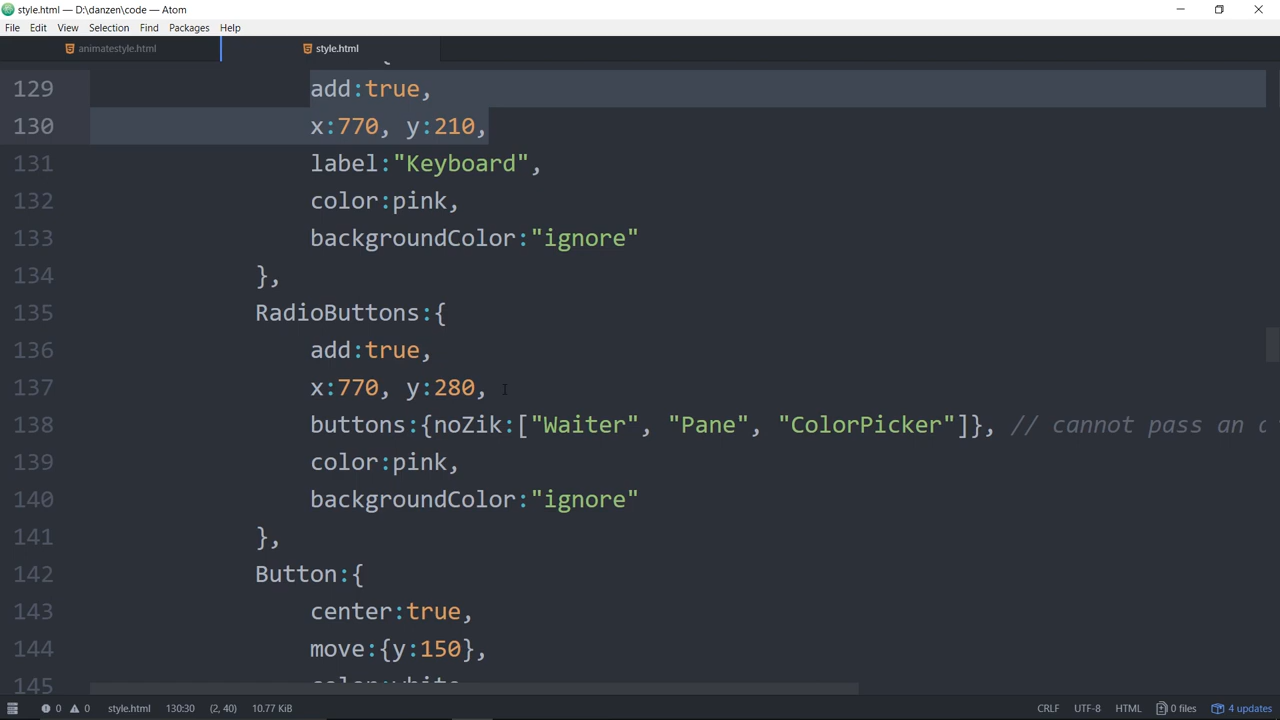 style.html — D:\danzen\code — Atom
File Edit View Selection Find Packages Help
animatestyle.html style.html
129 add:true,
130 x:770, y:210,
131 label:"Keyboard",
132 color:pink,
133 backgroundColor:"ignore"
134 },
135 RadioButtons:{
136 add:true,
137 x:770, y:280,
138 buttons:{noZik:["Waiter", "Pane", "ColorPicker"]}, // cannot pass an
139 color:pink,
140 backgroundColor:"ignore"
141 },
142 Button:{
143 center:true,
144 move:{y:150},
145 color:white,
0 0 style.html 130:30 (2, 40) 10.77 KiB CRLF UTF-8 HTML 0 files 4 updates